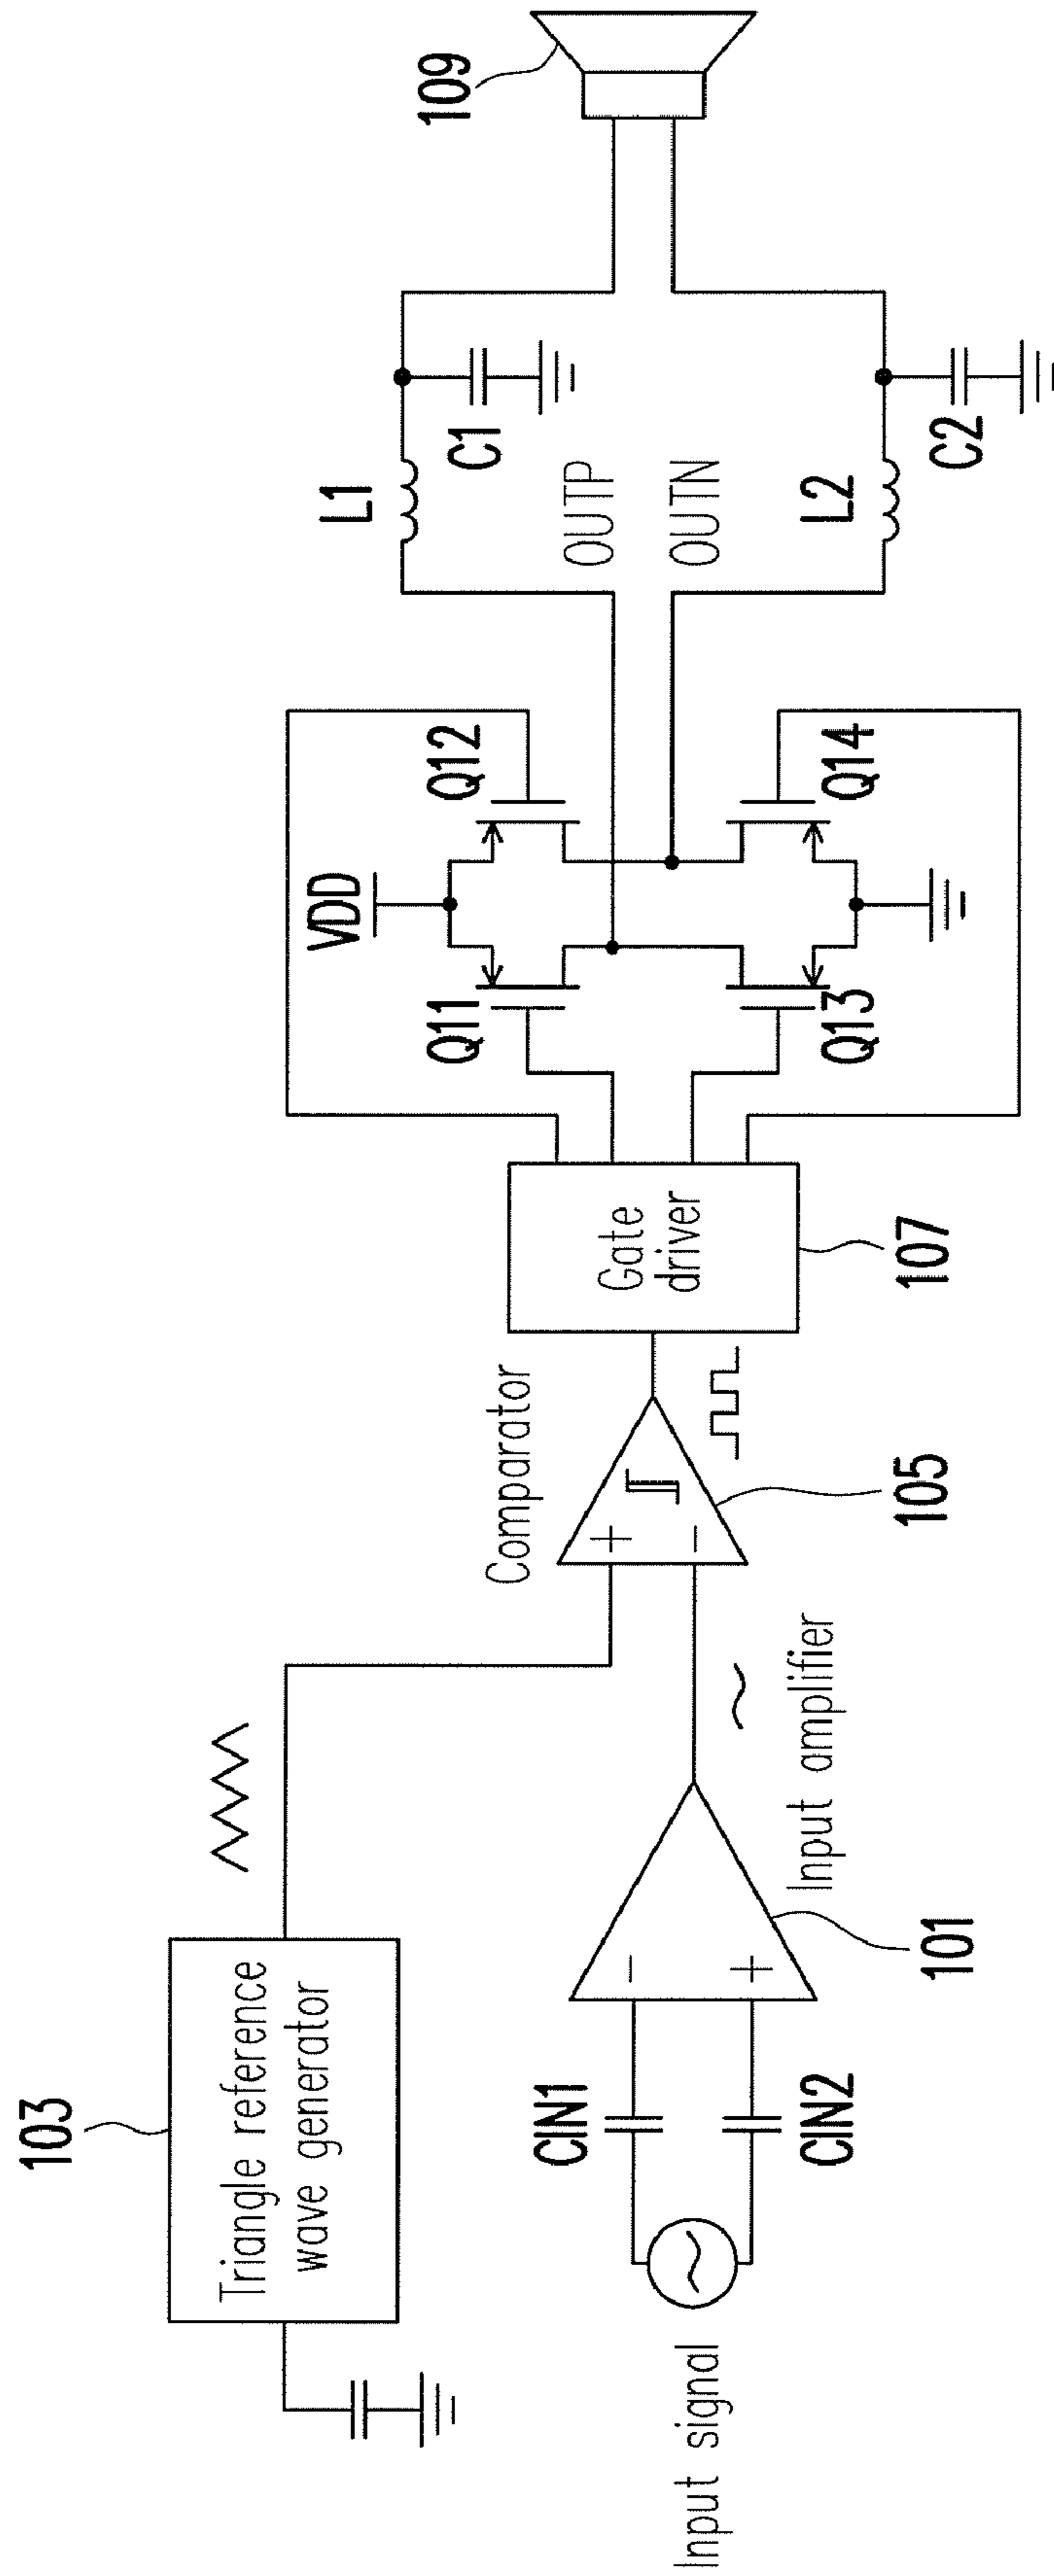 103
Triangle reference
wave generator
Input signal
CIN1
CIN2
−
+
Input amplifier
101
Comparator
+
−
105
Gate
driver
107
VDD
Q11
Q12
Q13
Q14
OUTP
OUTN
L1
C1
L2
C2
109